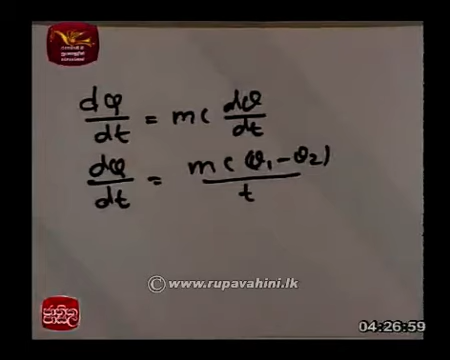 dQ/dt = mc dθ/dt
dQ/dt = mc (θ₁-θ₂)/t
© www.rupavahini.lk
04:26:59